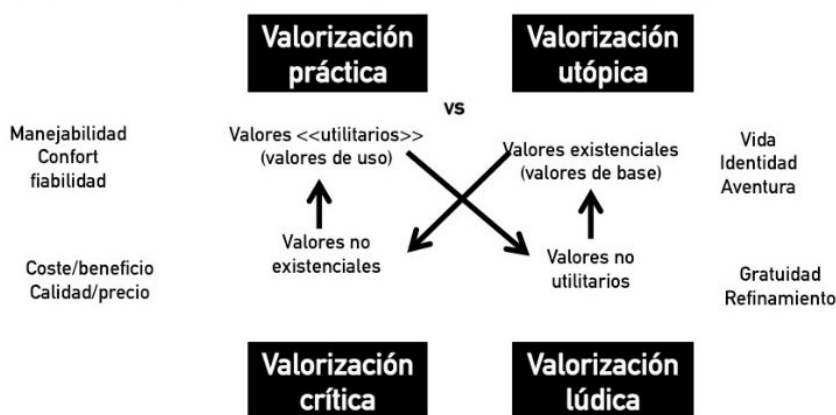 Valorización
práctica
Valorización
utópica
vs
Manejabilidad
Confort
fiabilidad
Valores <<utilitarios>>
(valores de uso)
Valores existenciales
(valores de base)
Vida
Identidad
Aventura
Coste/beneficio
Calidad/precio
Valores no
existenciales
Valores no
utilitarios
Gratuidad
Refinamiento
Valorización
crítica
Valorización
lúdica